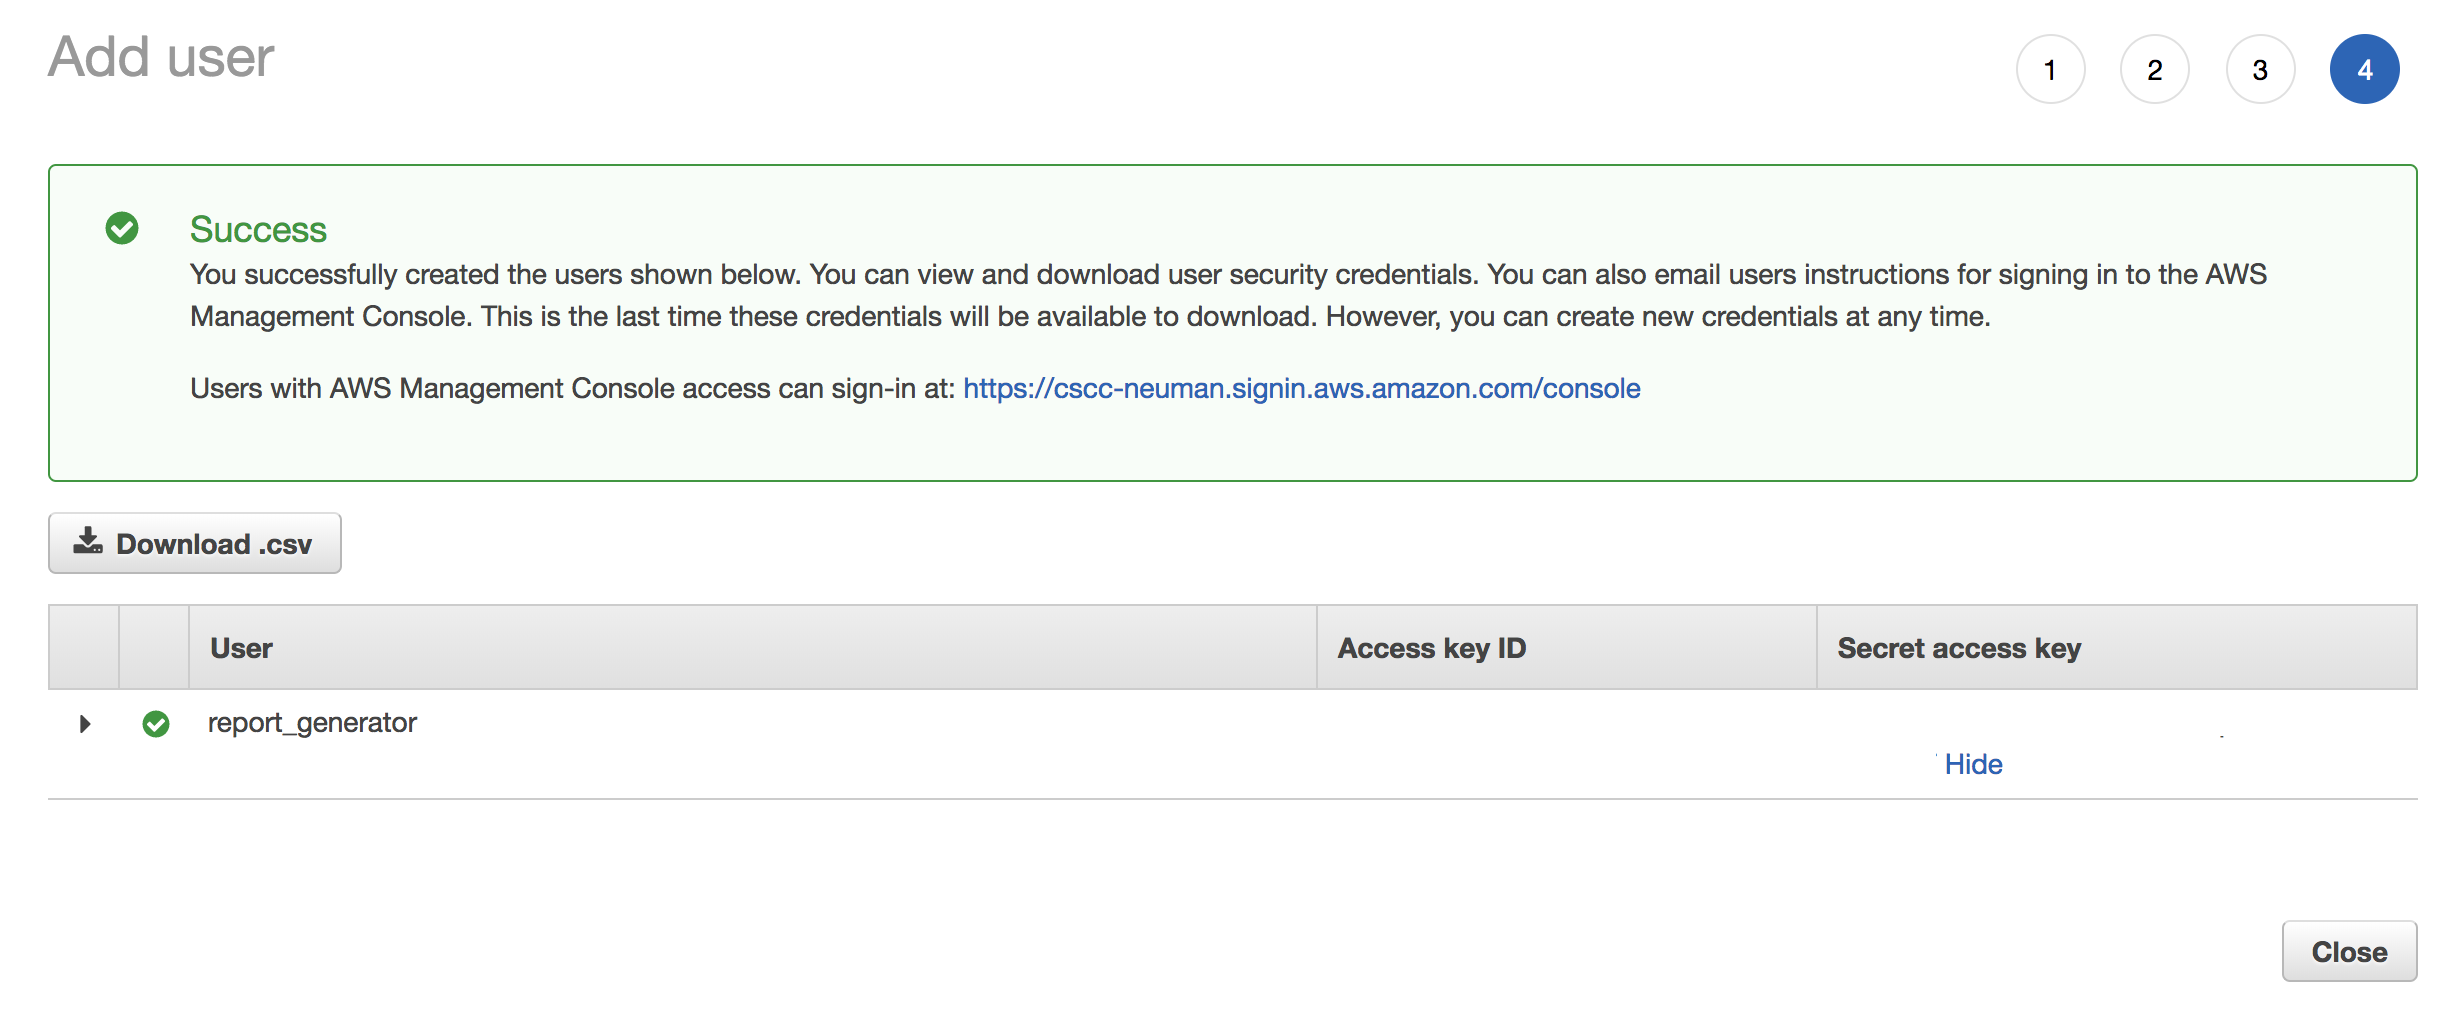 Add user
1 2 3 4
Success
You successfully created the users shown below. You can view and download user security credentials. You can also email users instructions for signing in to the AWS
Management Console. This is the last time these credentials will be available to download. However, you can create new credentials at any time.
Users with AWS Management Console access can sign-in at: https://cscc-neuman.signin.aws.amazon.com/console
Download .csv
User Access key ID Secret access key
report_generator
Hide
Close